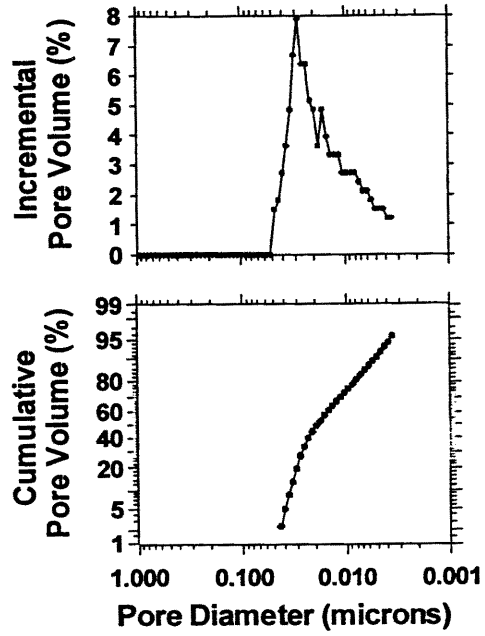 Incremental
Pore Volume (%)
8
7
6
5
4
3
2
1
0
Cumulative
Pore Volume (%)
99
95
80
60
40
20
5
1
1.000 0.100 0.010 0.001
Pore Diameter (microns)